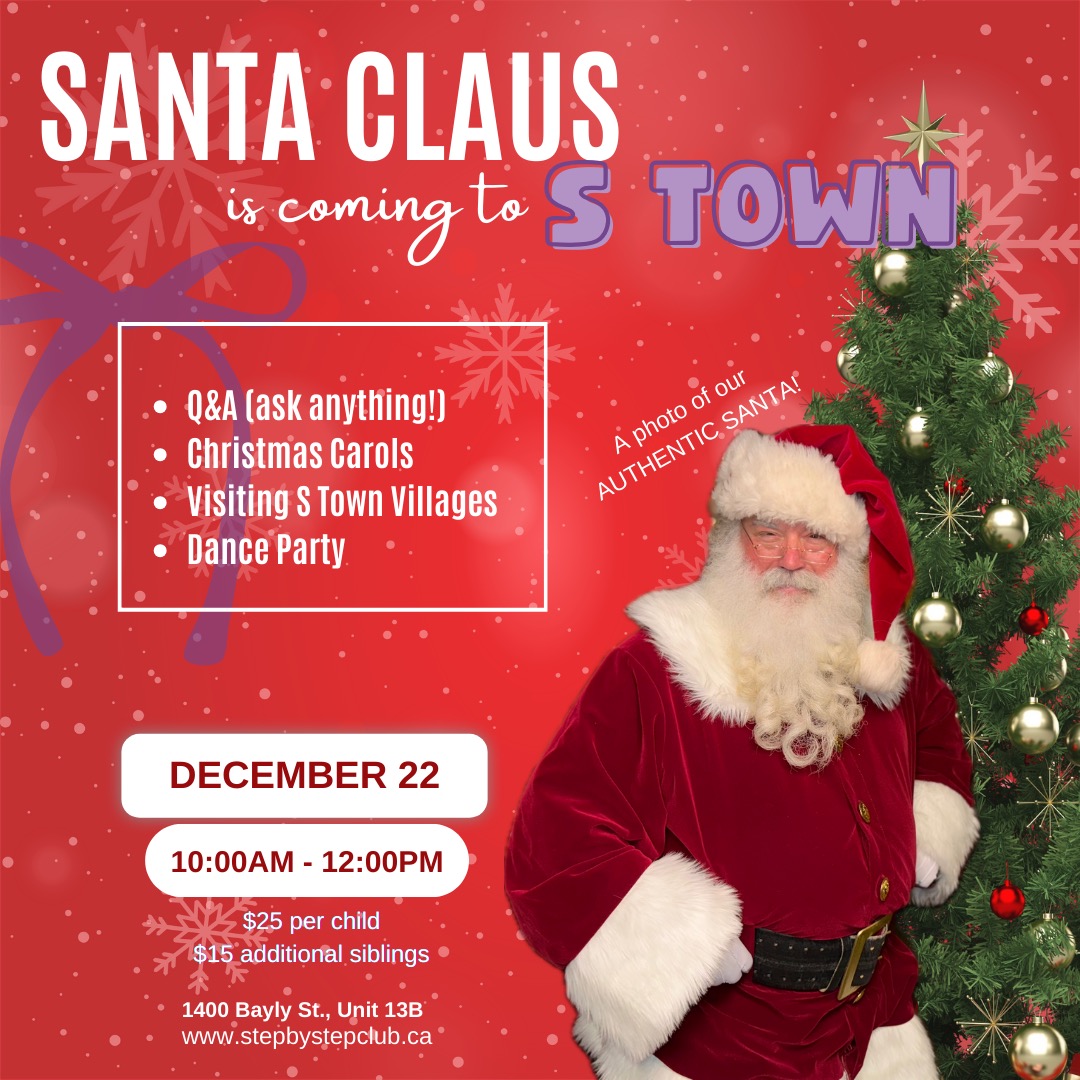 SANTA CLAUS
is coming to S TOWN
A photo of our
AUTHENTIC SANTA!
• Q&A (ask anything!)
• Christmas Carols
• Visiting S Town Villages
• Dance Party
DECEMBER 22
10:00AM - 12:00PM
$25 per child
$15 additional siblings
1400 Bayly St., Unit 13B
www.stepbystepclub.ca